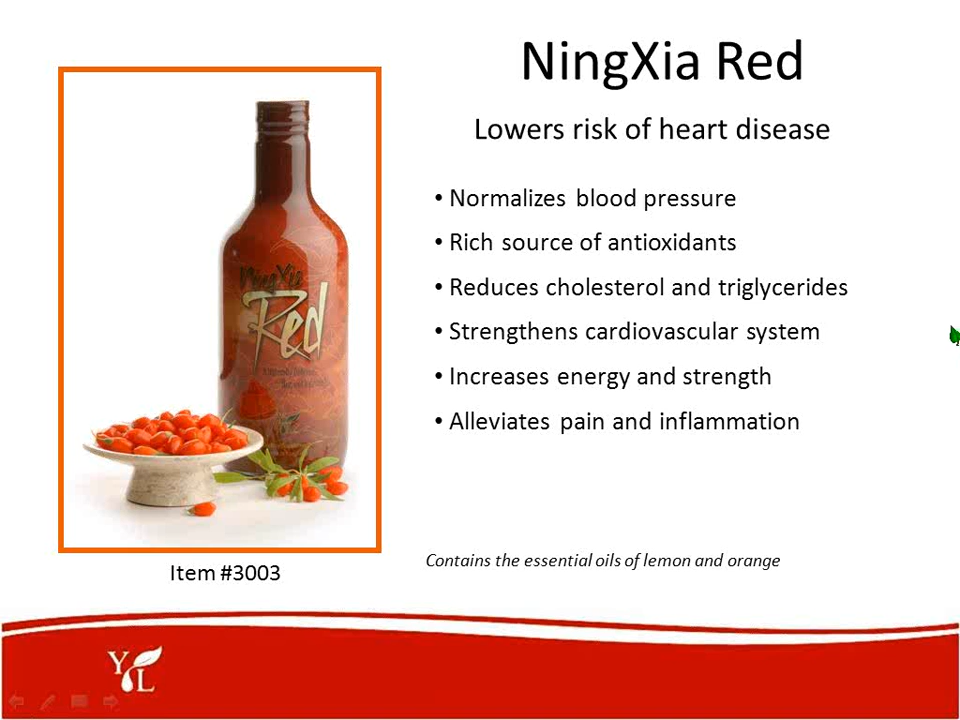 NingXia Red
Lowers risk of heart disease
• Normalizes blood pressure
• Rich source of antioxidants
• Reduces cholesterol and triglycerides
• Strengthens cardiovascular system
• Increases energy and strength
• Alleviates pain and inflammation
NingXia
Red
Contains the essential oils of lemon and orange
Item #3003
Y L